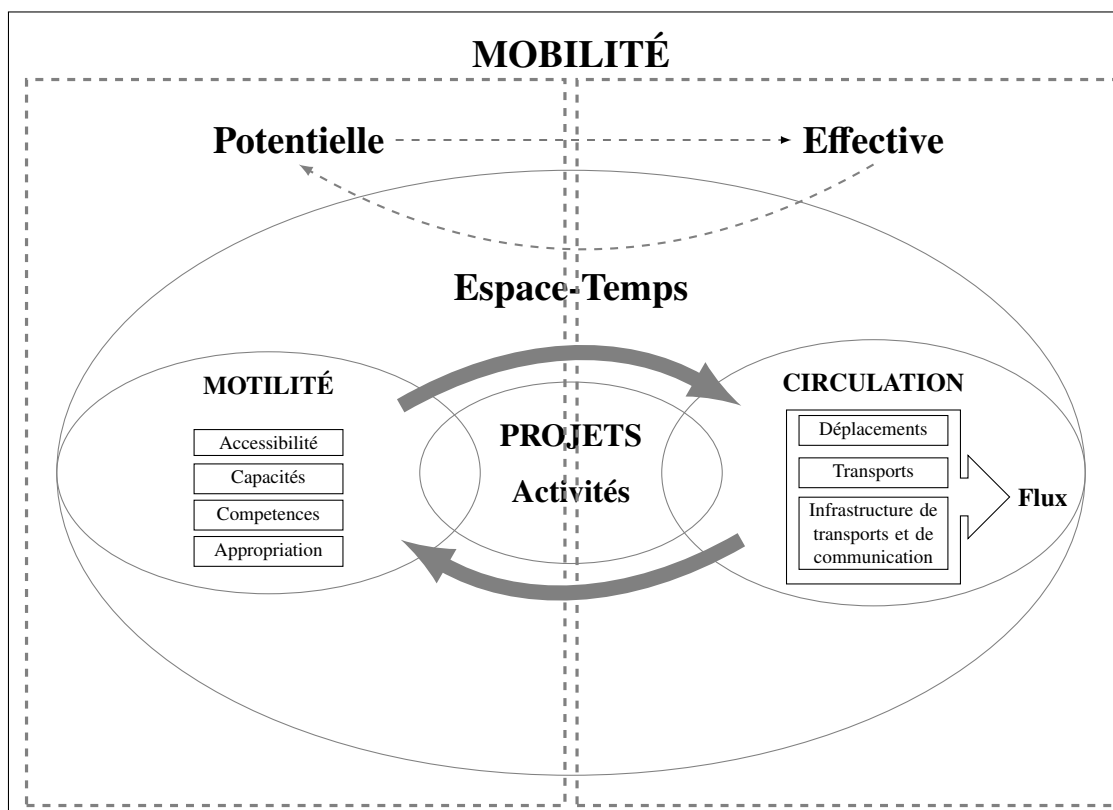 MOBILITÉ
Potentielle
Effective
Espace-Temps
MOTILITÉ
Accessibilité
Capacités
Competences
Appropriation
PROJETS
Activités
CIRCULATION
Déplacements
Transports
Infrastructure de
transports et de
communication
Flux